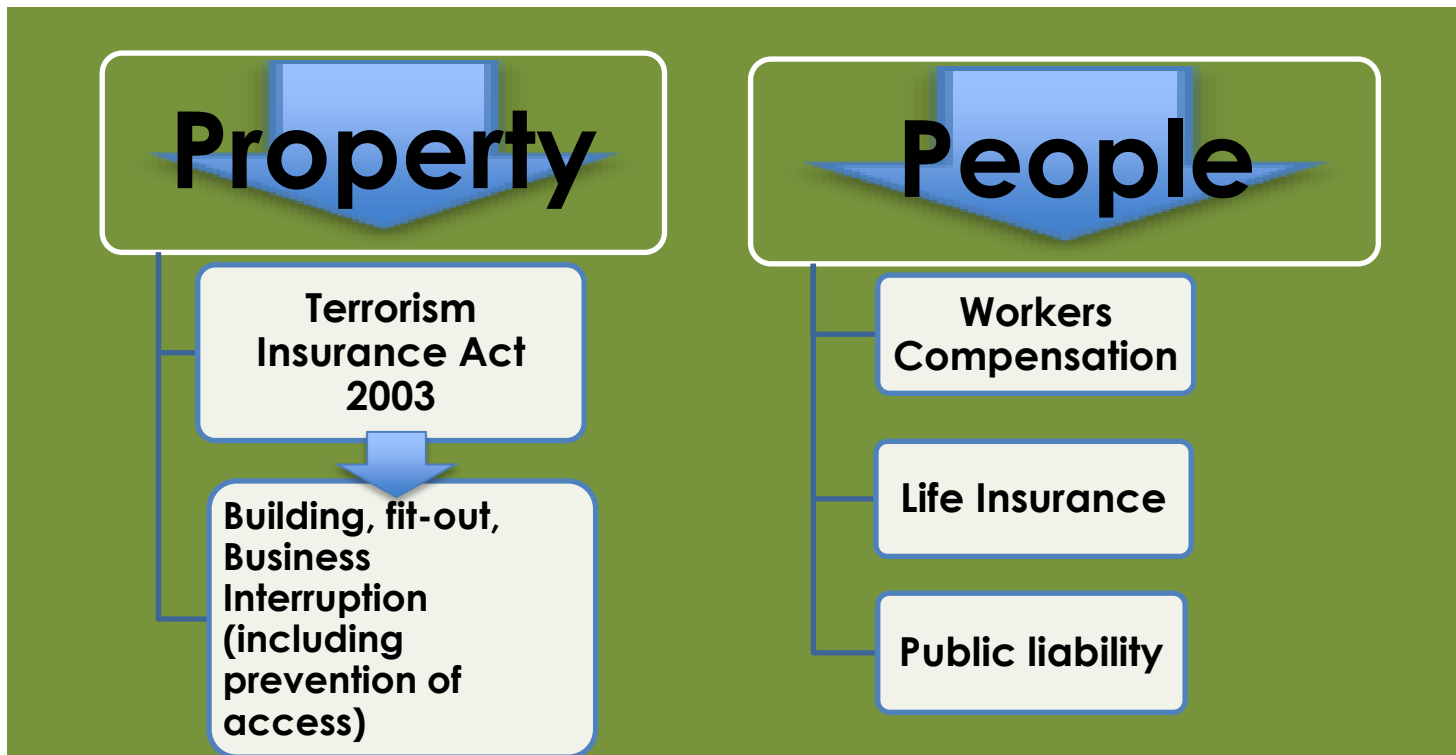 Property
Terrorism
Insurance Act
2003
Building, fit-out,
Business
Interruption
(including
prevention of
access)
People
Workers
Compensation
Life Insurance
Public liability